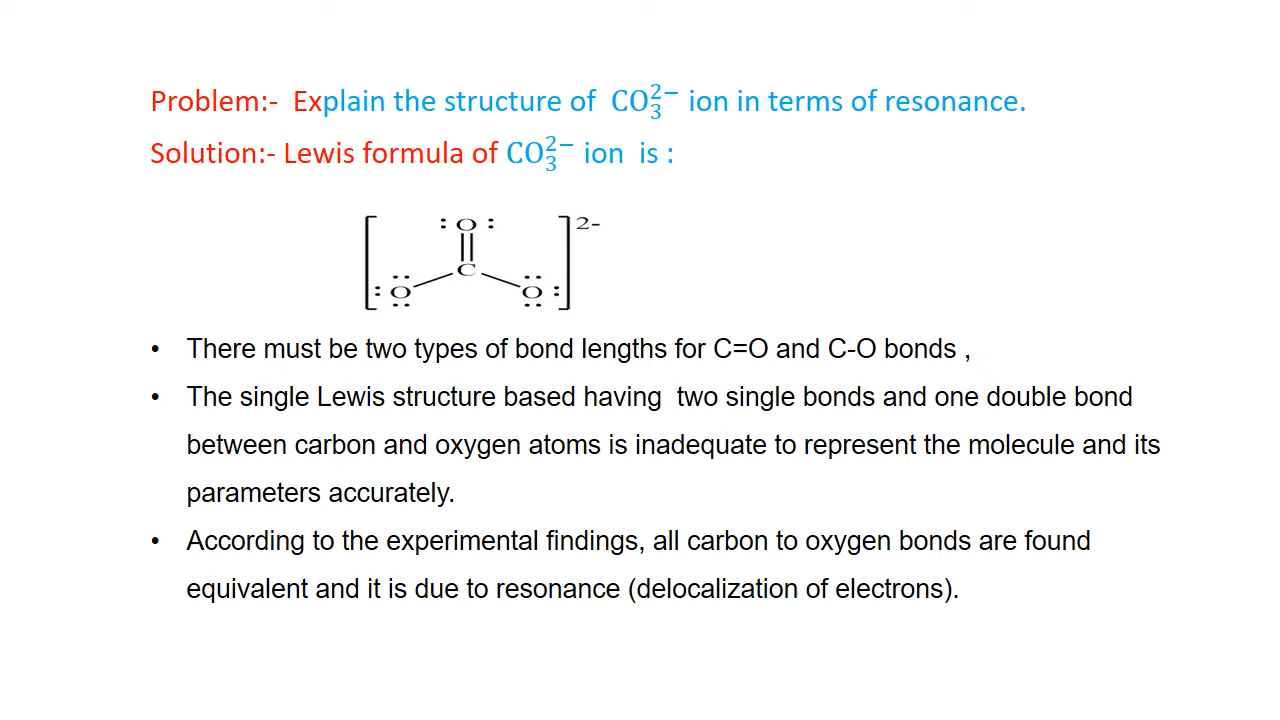 Problem:-  Explain the structure of  CO₃²⁻ ion in terms of resonance.
Solution:- Lewis formula of CO₃²⁻ ion  is :
: O :
2-
C
: O
O :
• There must be two types of bond lengths for C=O and C-O bonds ,
• The single Lewis structure based having  two single bonds and one double bond
between carbon and oxygen atoms is inadequate to represent the molecule and its
parameters accurately.
• According to the experimental findings, all carbon to oxygen bonds are found
equivalent and it is due to resonance (delocalization of electrons).